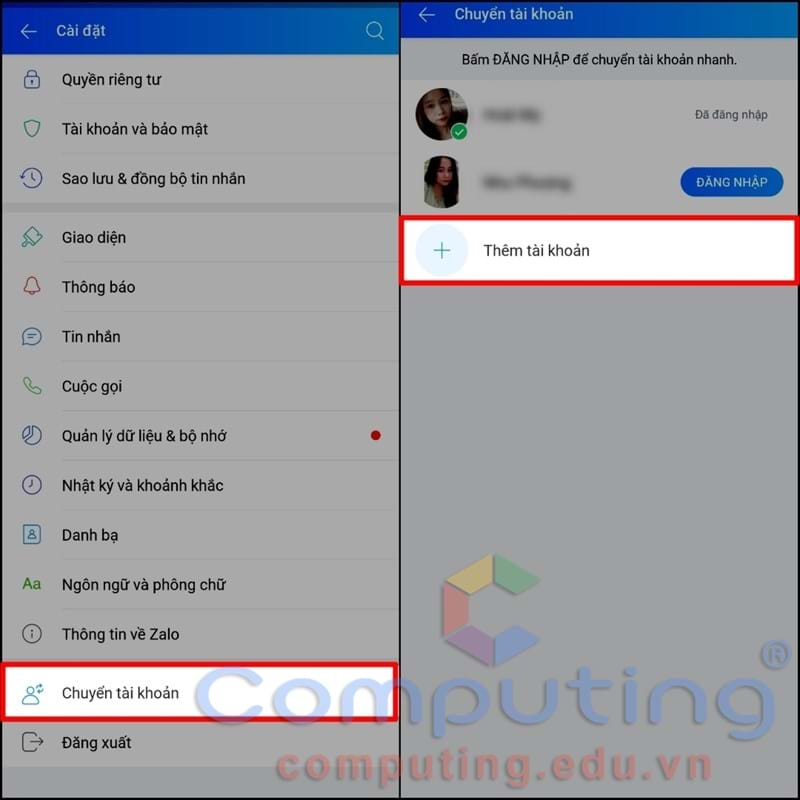 Cài đặt
Quyền riêng tư
Tài khoản và bảo mật
Sao lưu & đồng bộ tin nhắn
Giao diện
Thông báo
Tin nhắn
Cuộc gọi
Quản lý dữ liệu & bộ nhớ
Nhật ký và khoảnh khắc
Danh bạ
Aa Ngôn ngữ và phông chữ
Thông tin về Zalo
Chuyển tài khoản
Đăng xuất
Chuyển tài khoản
Bấm ĐĂNG NHẬP để chuyển tài khoản nhanh.
Đã đăng nhập
ĐĂNG NHẬP
Thêm tài khoản
Computing®
computing.edu.vn